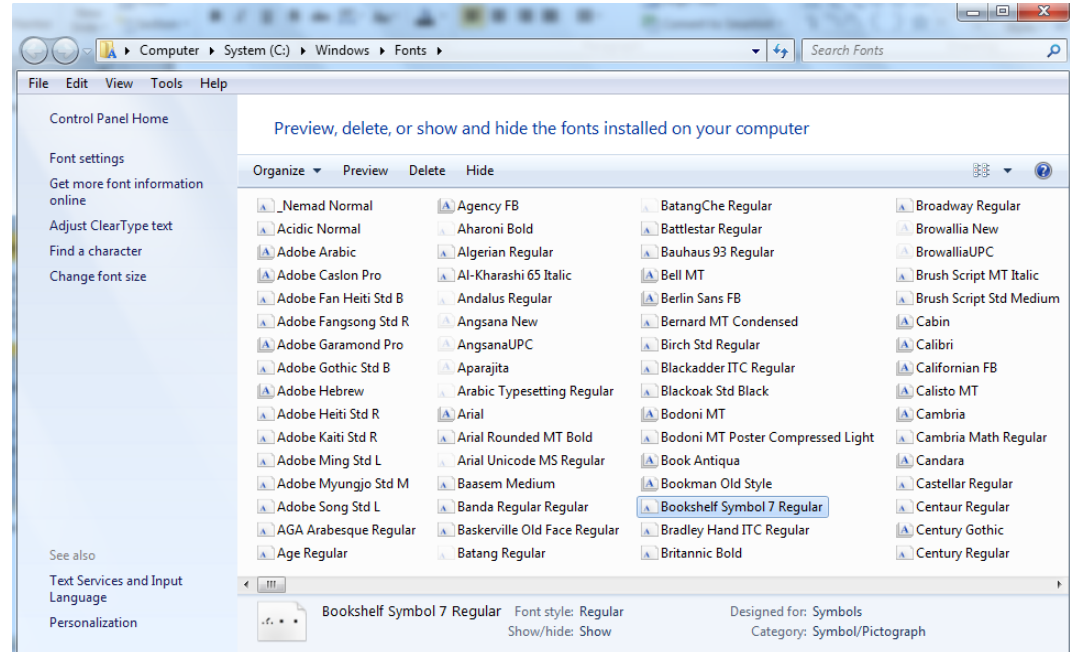 Computer ▸ System (C:) ▸ Windows ▸ Fonts ▸
Search Fonts
File Edit View Tools Help
Control Panel Home
Font settings
Get more font information
online
Adjust ClearType text
Find a character
Change font size
See also
Text Services and Input
Language
Personalization
Preview, delete, or show and hide the fonts installed on your computer
Organize Preview Delete Hide
_Nemad Normal
Acidic Normal
Adobe Arabic
Adobe Caslon Pro
Adobe Fan Heiti Std B
Adobe Fangsong Std R
Adobe Garamond Pro
Adobe Gothic Std B
Adobe Hebrew
Adobe Heiti Std R
Adobe Kaiti Std R
Adobe Ming Std L
Adobe Myungjo Std M
Adobe Song Std L
AGA Arabesque Regular
Age Regular
Agency FB
Aharoni Bold
Algerian Regular
Al-Kharashi 65 Italic
Andalus Regular
Angsana New
AngsanaUPC
Aparajita
Arabic Typesetting Regular
Arial
Arial Rounded MT Bold
Arial Unicode MS Regular
Baasem Medium
Banda Regular Regular
Baskerville Old Face Regular
Batang Regular
BatangChe Regular
Battlestar Regular
Bauhaus 93 Regular
Bell MT
Berlin Sans FB
Bernard MT Condensed
Birch Std Regular
Blackadder ITC Regular
Blackoak Std Black
Bodoni MT
Bodoni MT Poster Compressed Light
Book Antiqua
Bookman Old Style
Bookshelf Symbol 7 Regular
Bradley Hand ITC Regular
Britannic Bold
Broadway Regular
Browallia New
BrowalliaUPC
Brush Script MT Italic
Brush Script Std Medium
Cabin
Calibri
Californian FB
Calisto MT
Cambria
Cambria Math Regular
Candara
Castellar Regular
Centaur Regular
Century Gothic
Century Regular
Bookshelf Symbol 7 Regular Font style: Regular Designed for: Symbols
Show/hide: Show Category: Symbol/Pictograph